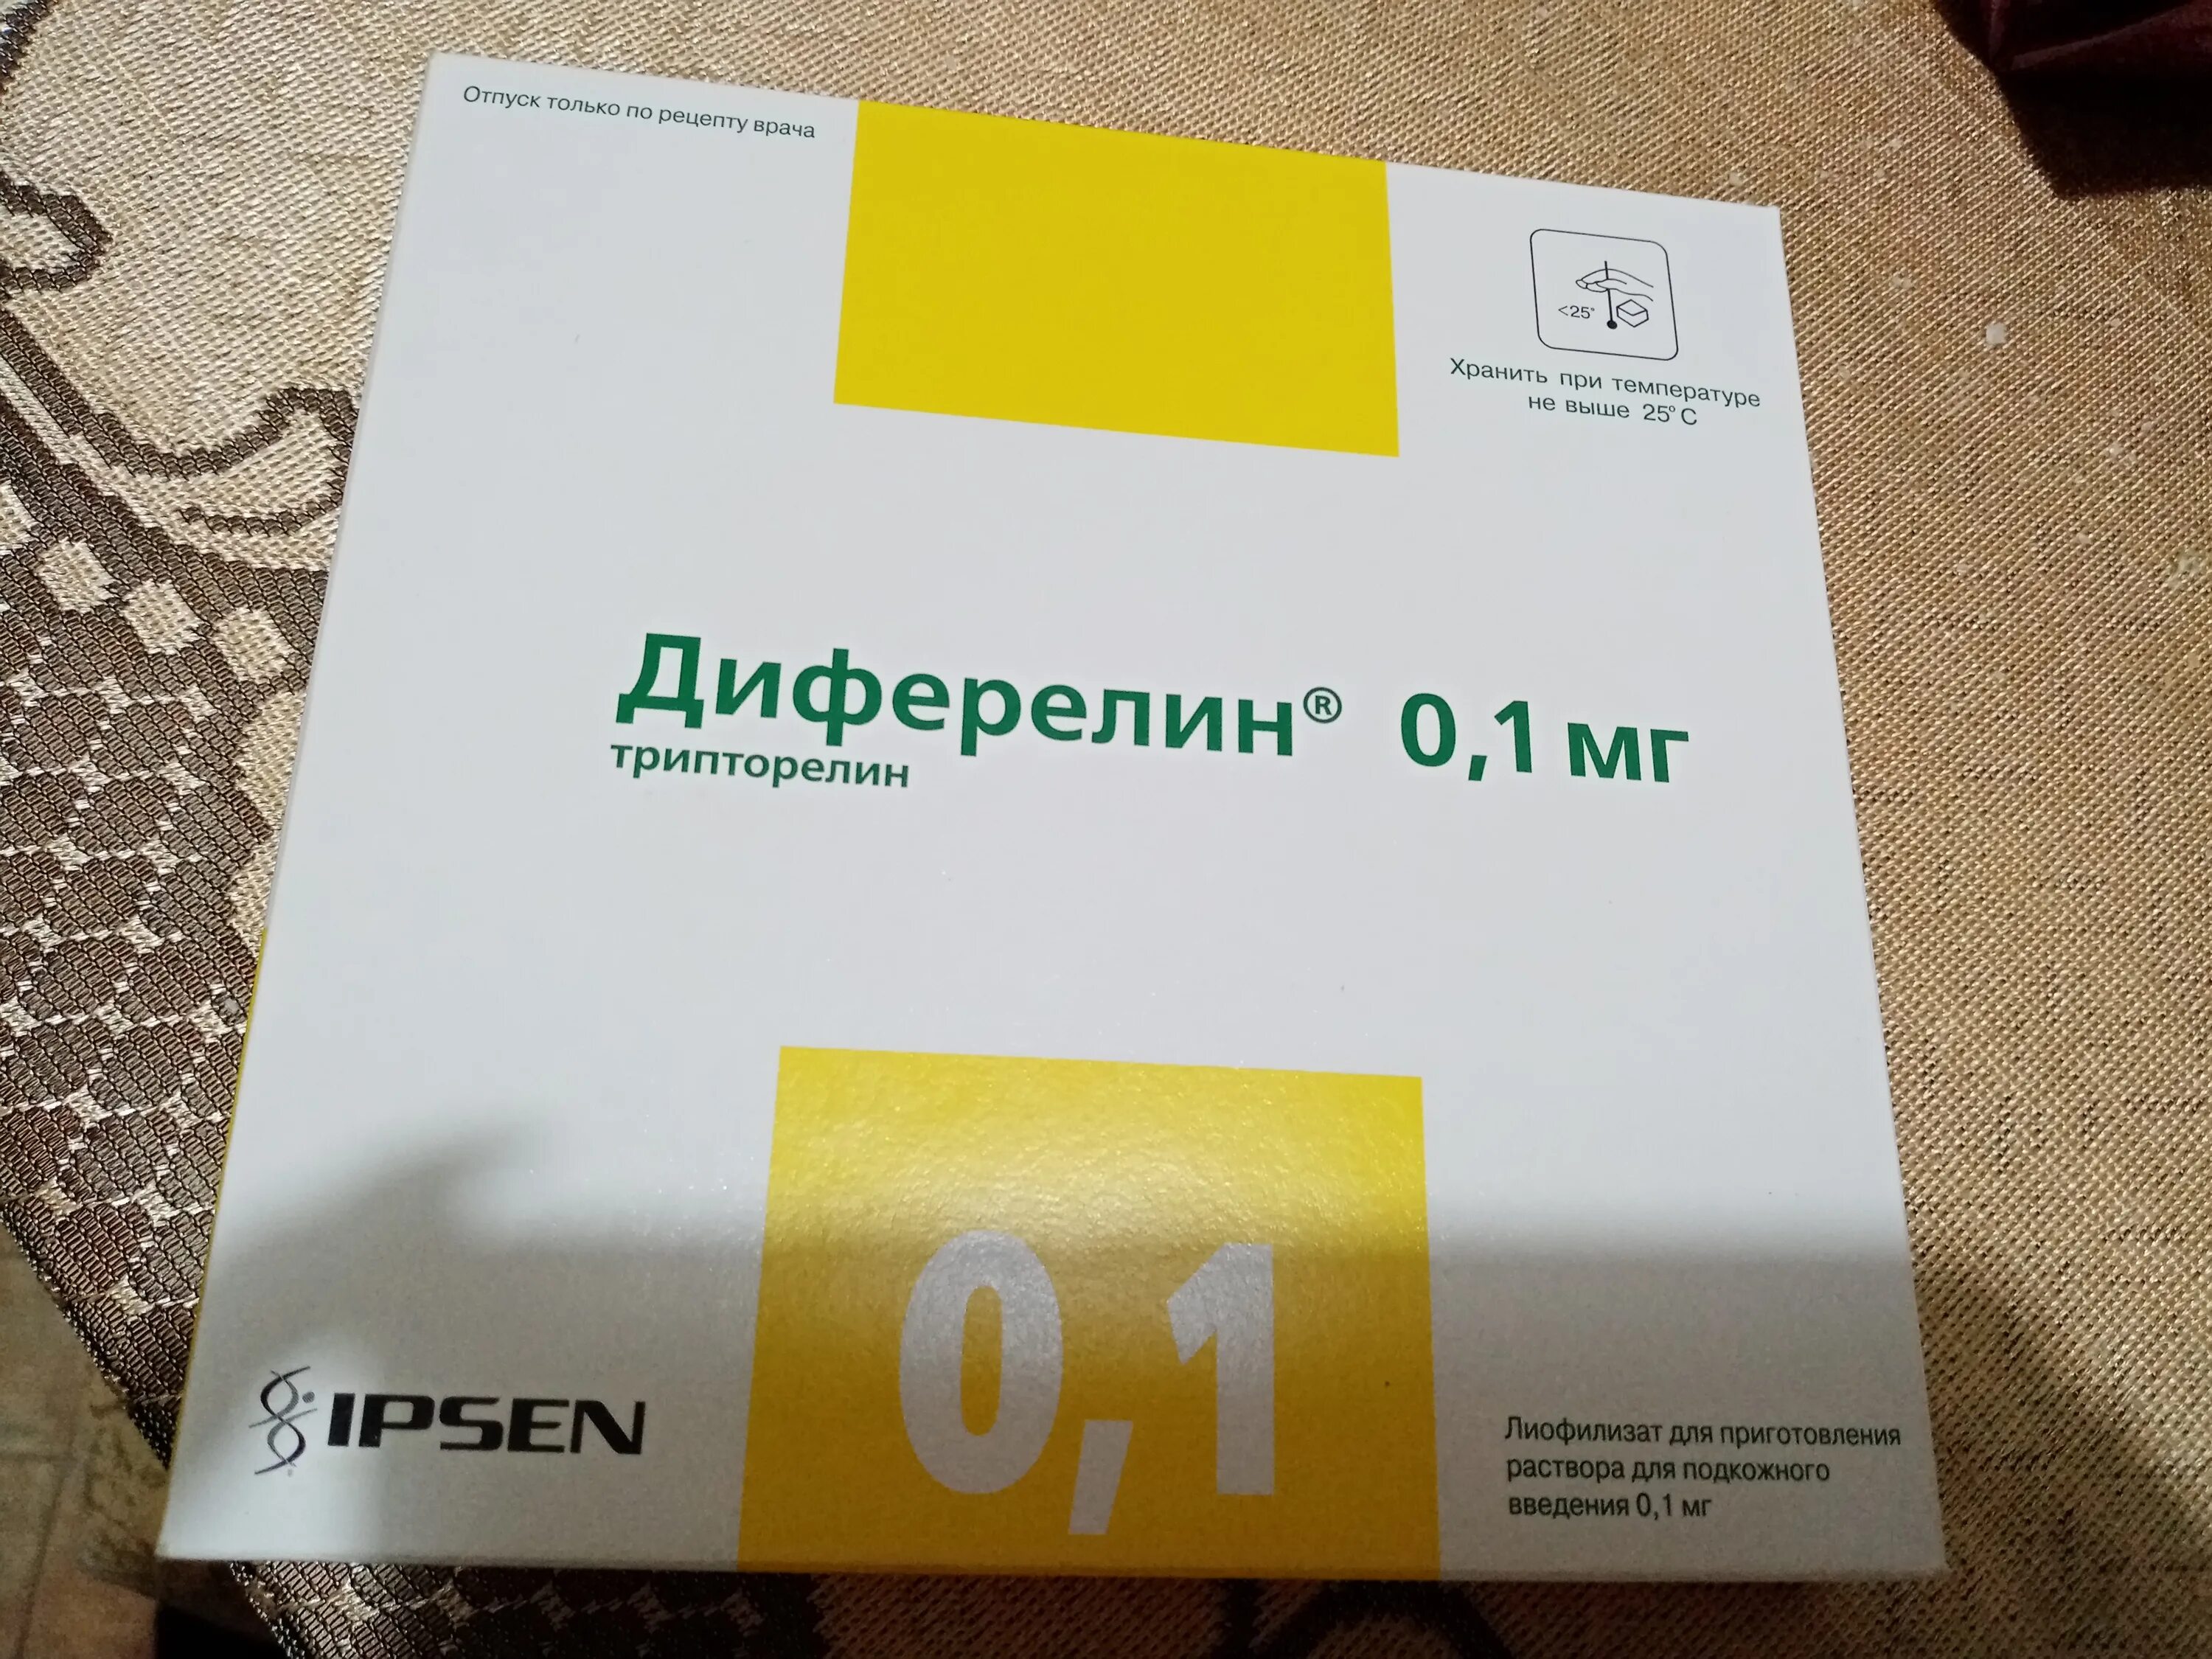 Отпуск только по рецепту врача
<25°
Хранить при температуре
не выше 25°С
Диферелин® 0,1 мг
трипторелин
0,1
IPSEN
Лиофилизат для приготовления
раствора для подкожного
введения 0,1 мг